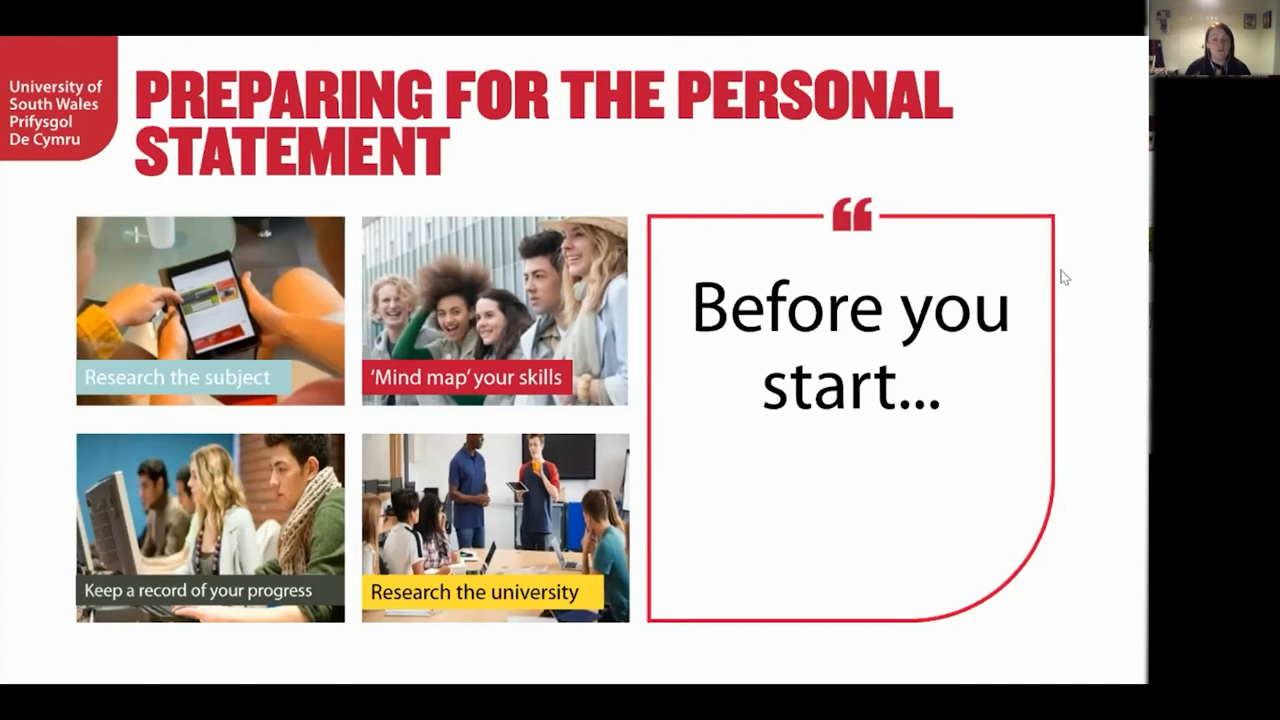 University of
South Wales
Prifysgol
De Cymru
PREPARING FOR THE PERSONAL
STATEMENT
Research the subject
'Mind map' your skills
Keep a record of your progress
Research the university
“
Before you
start...